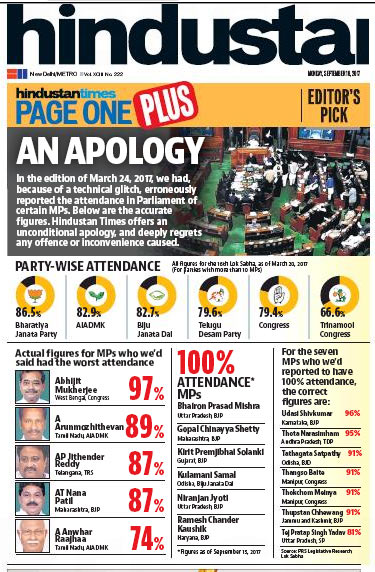 hindusta
New Delhi/METRO Vol. XCIII No. 222
MONDAY, SEPTEMBER 18, 2017
hindustantimes
PAGE ONE PLUS
EDITOR'S
PICK
AN APOLOGY
In the edition of March 24, 2017, we had,
because of a technical glitch, erroneously
reported the attendance in Parliament of
certain MPs. Below are the accurate
figures. Hindustan Times offers an
unconditional apology, and deeply regrets
any offence or inconvenience caused.
PARTY-WISE ATTENDANCE
All figures for the 16th Lok Sabha, as of March 20, 2017
(For parties with more than 10 MPs)
86.5%
Bharatiya
Janata Party
82.9%
AIADMK
82.7%
Biju
Janata Dal
79.6%
Telugu
Desam Party
79.4%
Congress
66.6%
Trinamool
Congress
Actual figures for MPs who we'd
said had the worst attendance
Abhijit
Mukherjee
West Bengal, Congress
97%
A
Arunmozhithevan
Tamil Nadu, AIADMK
89%
AP Jithender
Reddy
Telangana, TRS
87%
AT Nana
Patil
Maharashtra, BJP
87%
A Anwhar
Raajhaa
Tamil Nadu, AIADMK
74%
100%
ATTENDANCE*
MPs
Bhairon Prasad Mishra
Uttar Pradesh, BJP
Gopal Chinayya Shetty
Maharashtra, BJP
Kirit Premjibhai Solanki
Gujarat, BJP
Kulamani Samal
Odisha, Biju Janata Dal
Niranjan Jyoti
Uttar Pradesh, BJP
Ramesh Chander
Kaushik
Haryana, BJP
*Figures as of September 15, 2017
For the seven
MPs who we'd
reported to have
100% attendance,
the correct
figures are:
Udasi Shivkumar 96%
Karnataka, BJP
Thota Narasimham 95%
Andhra Pradesh, TDP
Tathagata Satpathy 91%
Odisha, BJD
Thangso Baite 91%
Manipur, Congress
Thokchom Meinya 91%
Manipur, Congress
Thupstan Chhewang 91%
Jammu and Kashmir, BJP
Tej Pratap Singh Yadav 81%
Uttar Pradesh, SP
Source: PRS Legislative Research
Lok Sabha